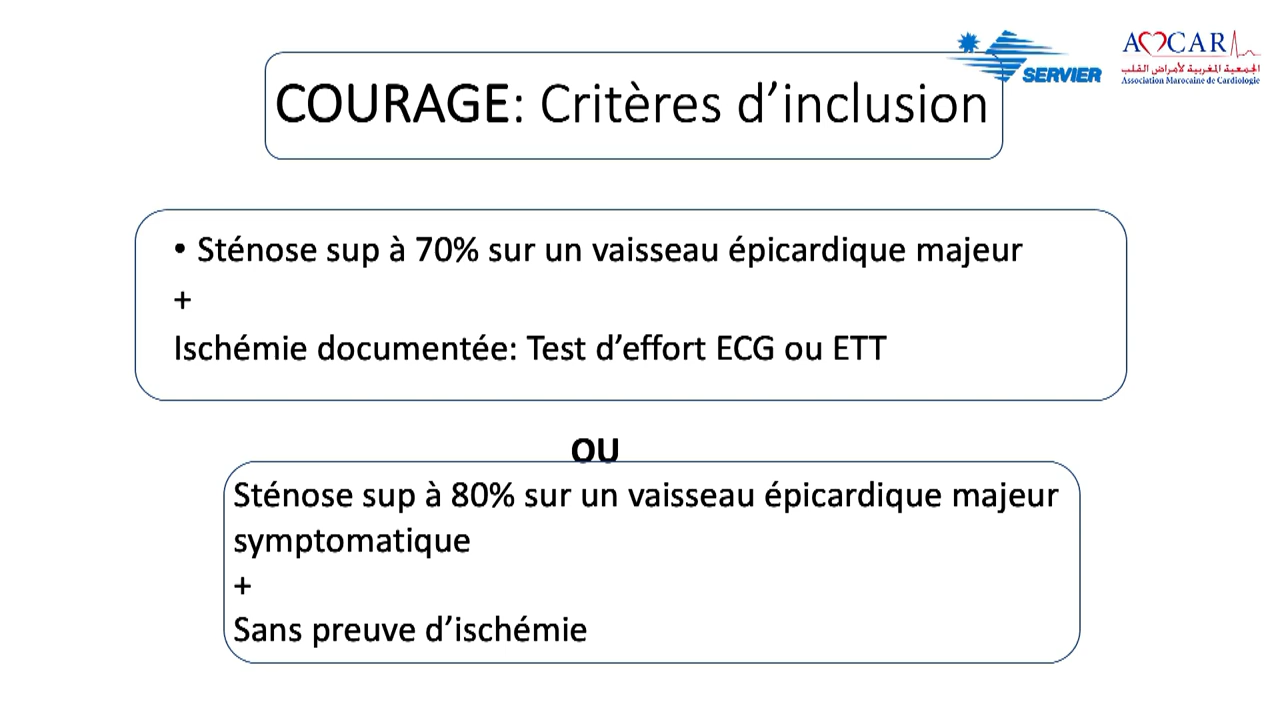 SERVIER
AMCAR
الجمعية المغربية لأمراض القلب
Association Marocaine de Cardiologie
COURAGE: Critères d’inclusion
• Sténose sup à 70% sur un vaisseau épicardique majeur
+
Ischémie documentée: Test d’effort ECG ou ETT
OU
Sténose sup à 80% sur un vaisseau épicardique majeur
symptomatique
+
Sans preuve d’ischémie